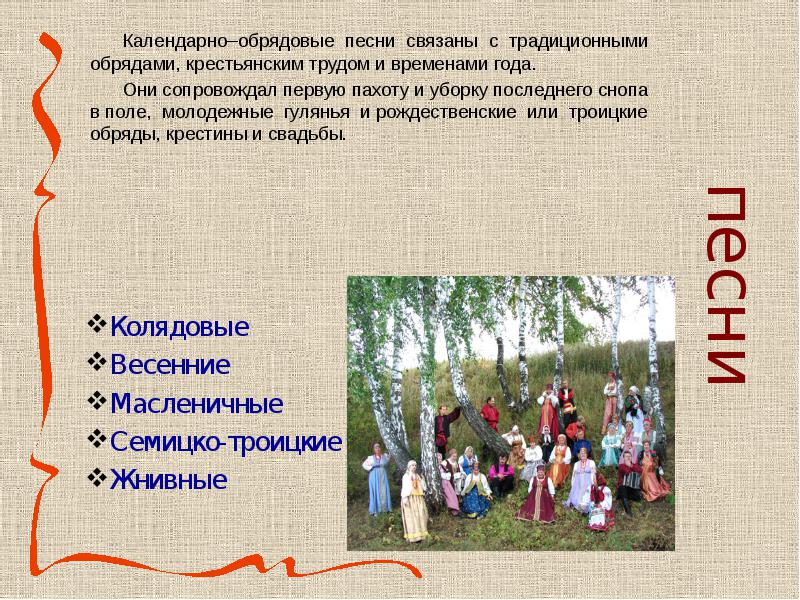 Календарно–обрядовые песни связаны с традиционными
обрядами, крестьянским трудом и временами года.
Они сопровождал первую пахоту и уборку последнего снопа
в поле, молодежные гулянья и рождественские или троицкие
обряды, крестины и свадьбы.
песни
Колядовые
Весенние
Масленичные
Семицко-троицкие
Жнивные